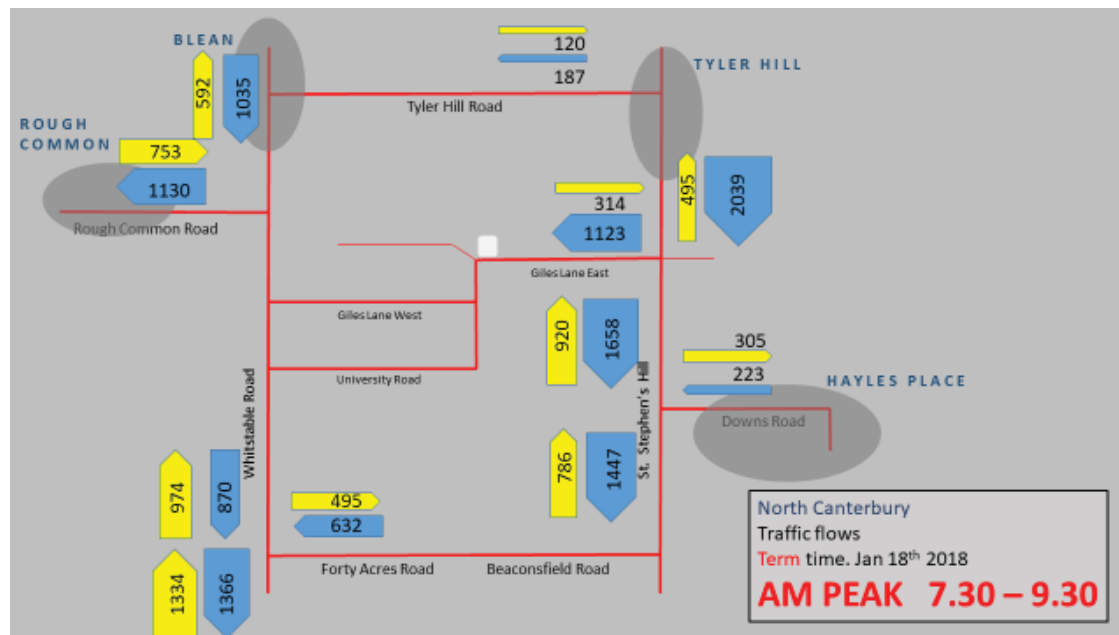 BLEAN
592
1035
120
187
Tyler Hill Road
TYLER HILL
ROUGH
COMMON
753
1130
Rough Common Road
495
2039
314
1123
Giles Lane East
Giles Lane West
920
1658
305
223
HAYLES PLACE
University Road
Downs Road
Whitstable Road
St. Stephen's Hill
786
1447
974
870
495
632
Forty Acres Road
Beaconsfield Road
1334
1366
North Canterbury
Traffic flows
Term time. Jan 18th 2018
AM PEAK 7.30 – 9.30